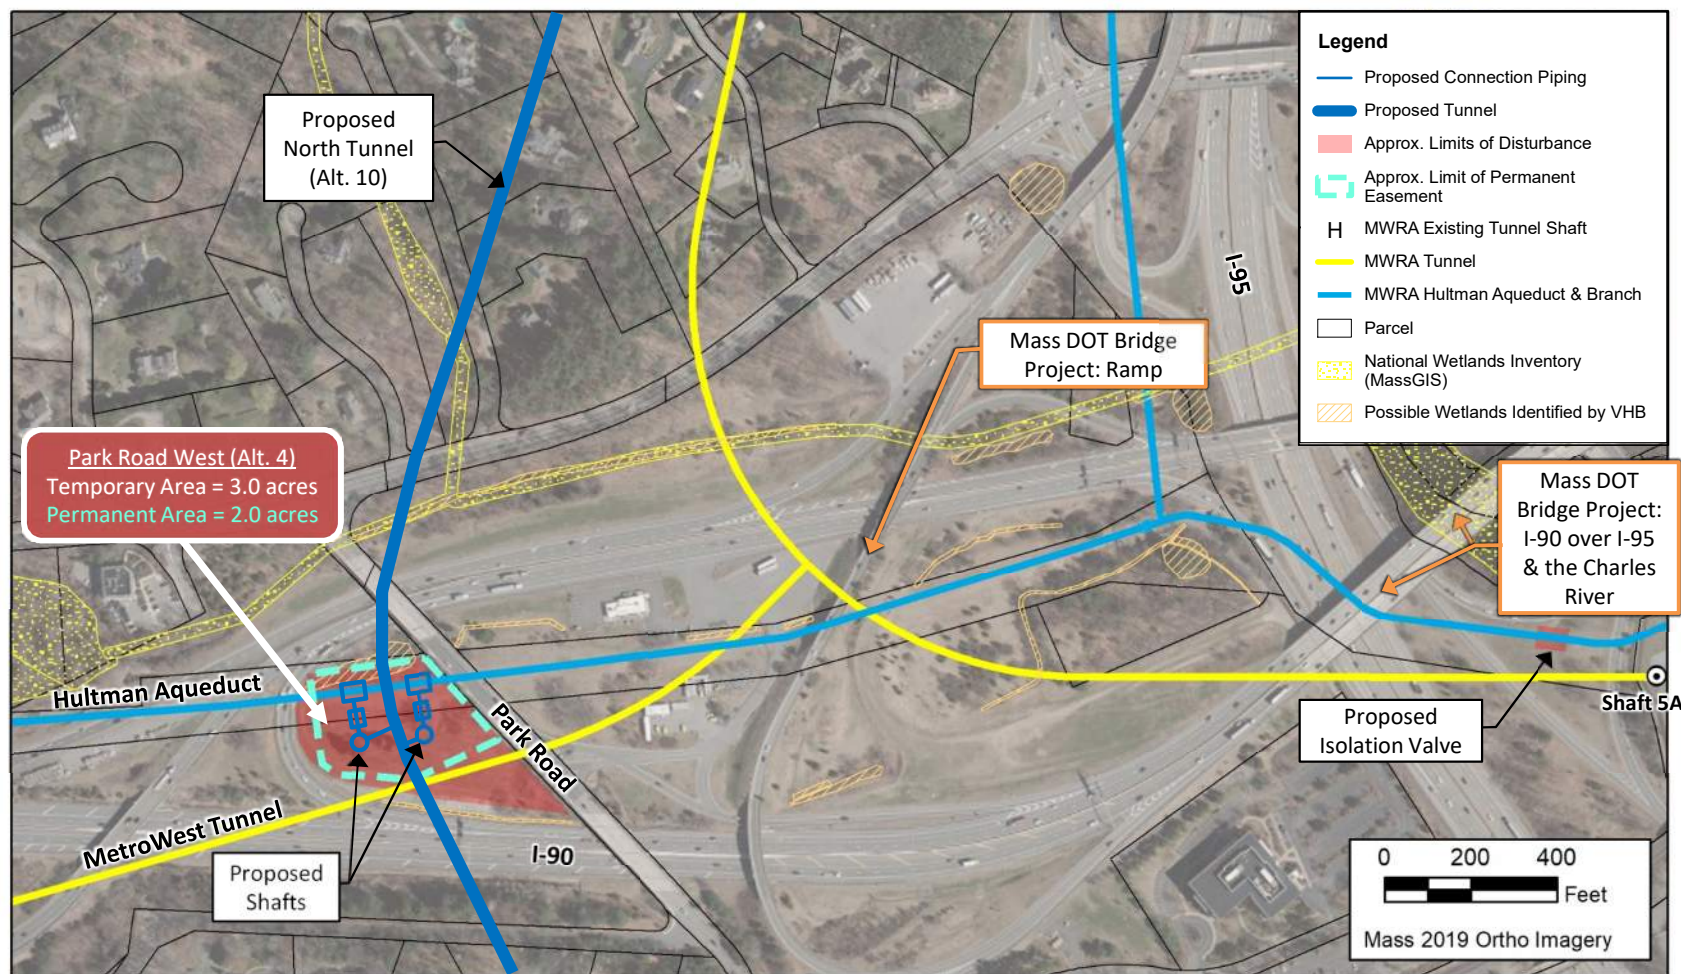 Proposed
North Tunnel
(Alt. 10)
Legend
Proposed Connection Piping
Proposed Tunnel
Approx. Limits of Disturbance
Approx. Limit of Permanent
Easement
H MWRA Existing Tunnel Shaft
MWRA Tunnel
MWRA Hultman Aqueduct & Branch
Parcel
National Wetlands Inventory
(MassGIS)
Possible Wetlands Identified by VHB
I-95
Mass DOT Bridge
Project: Ramp
Park Road West (Alt. 4)
Temporary Area = 3.0 acres
Permanent Area = 2.0 acres
Mass DOT
Bridge Project:
I-90 over I-95
& the Charles
River
Hultman Aqueduct
Park Road
Shaft 5A
Proposed
Isolation Valve
MetroWest Tunnel
I-90
Proposed
Shafts
0 200 400
Feet
Mass 2019 Ortho Imagery